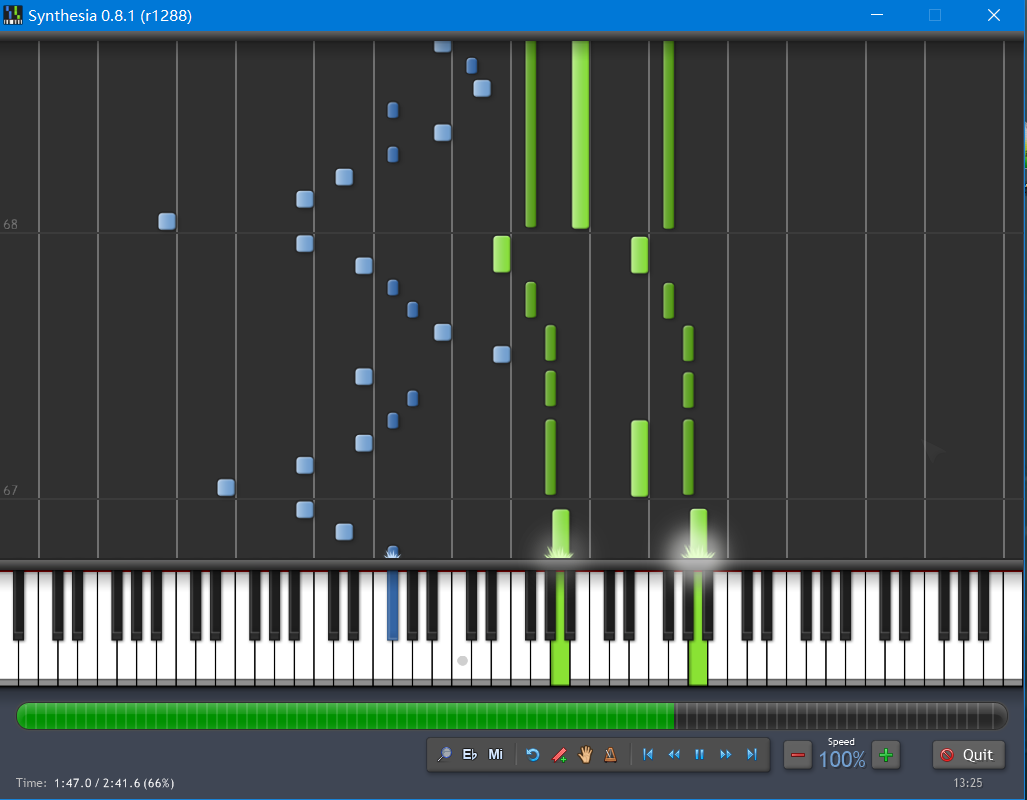 Synthesia 0.8.1 (r1288)
68
67
Eb Mi
Speed
100%
Quit
Time: 1:47.0 / 2:41.6 (66%)
13:25